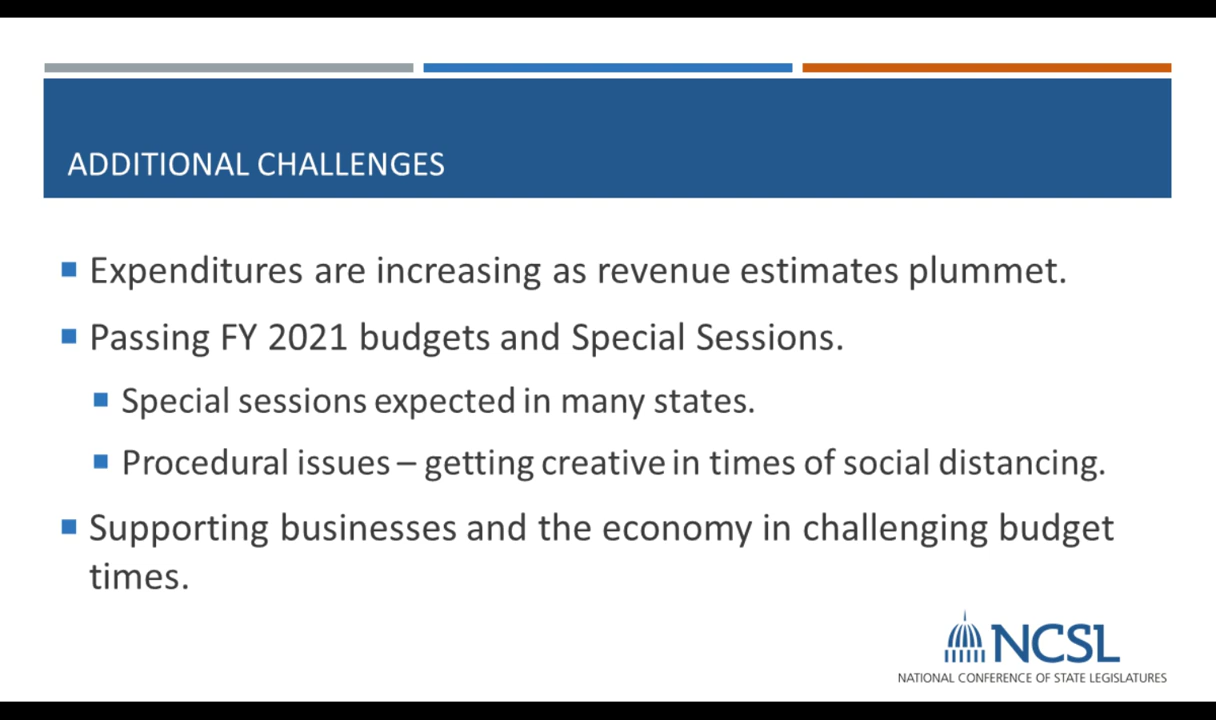 ADDITIONAL CHALLENGES
Expenditures are increasing as revenue estimates plummet.
Passing FY 2021 budgets and Special Sessions.
Special sessions expected in many states.
Procedural issues – getting creative in times of social distancing.
Supporting businesses and the economy in challenging budget
times.
NCSL
NATIONAL CONFERENCE OF STATE LEGISLATURES